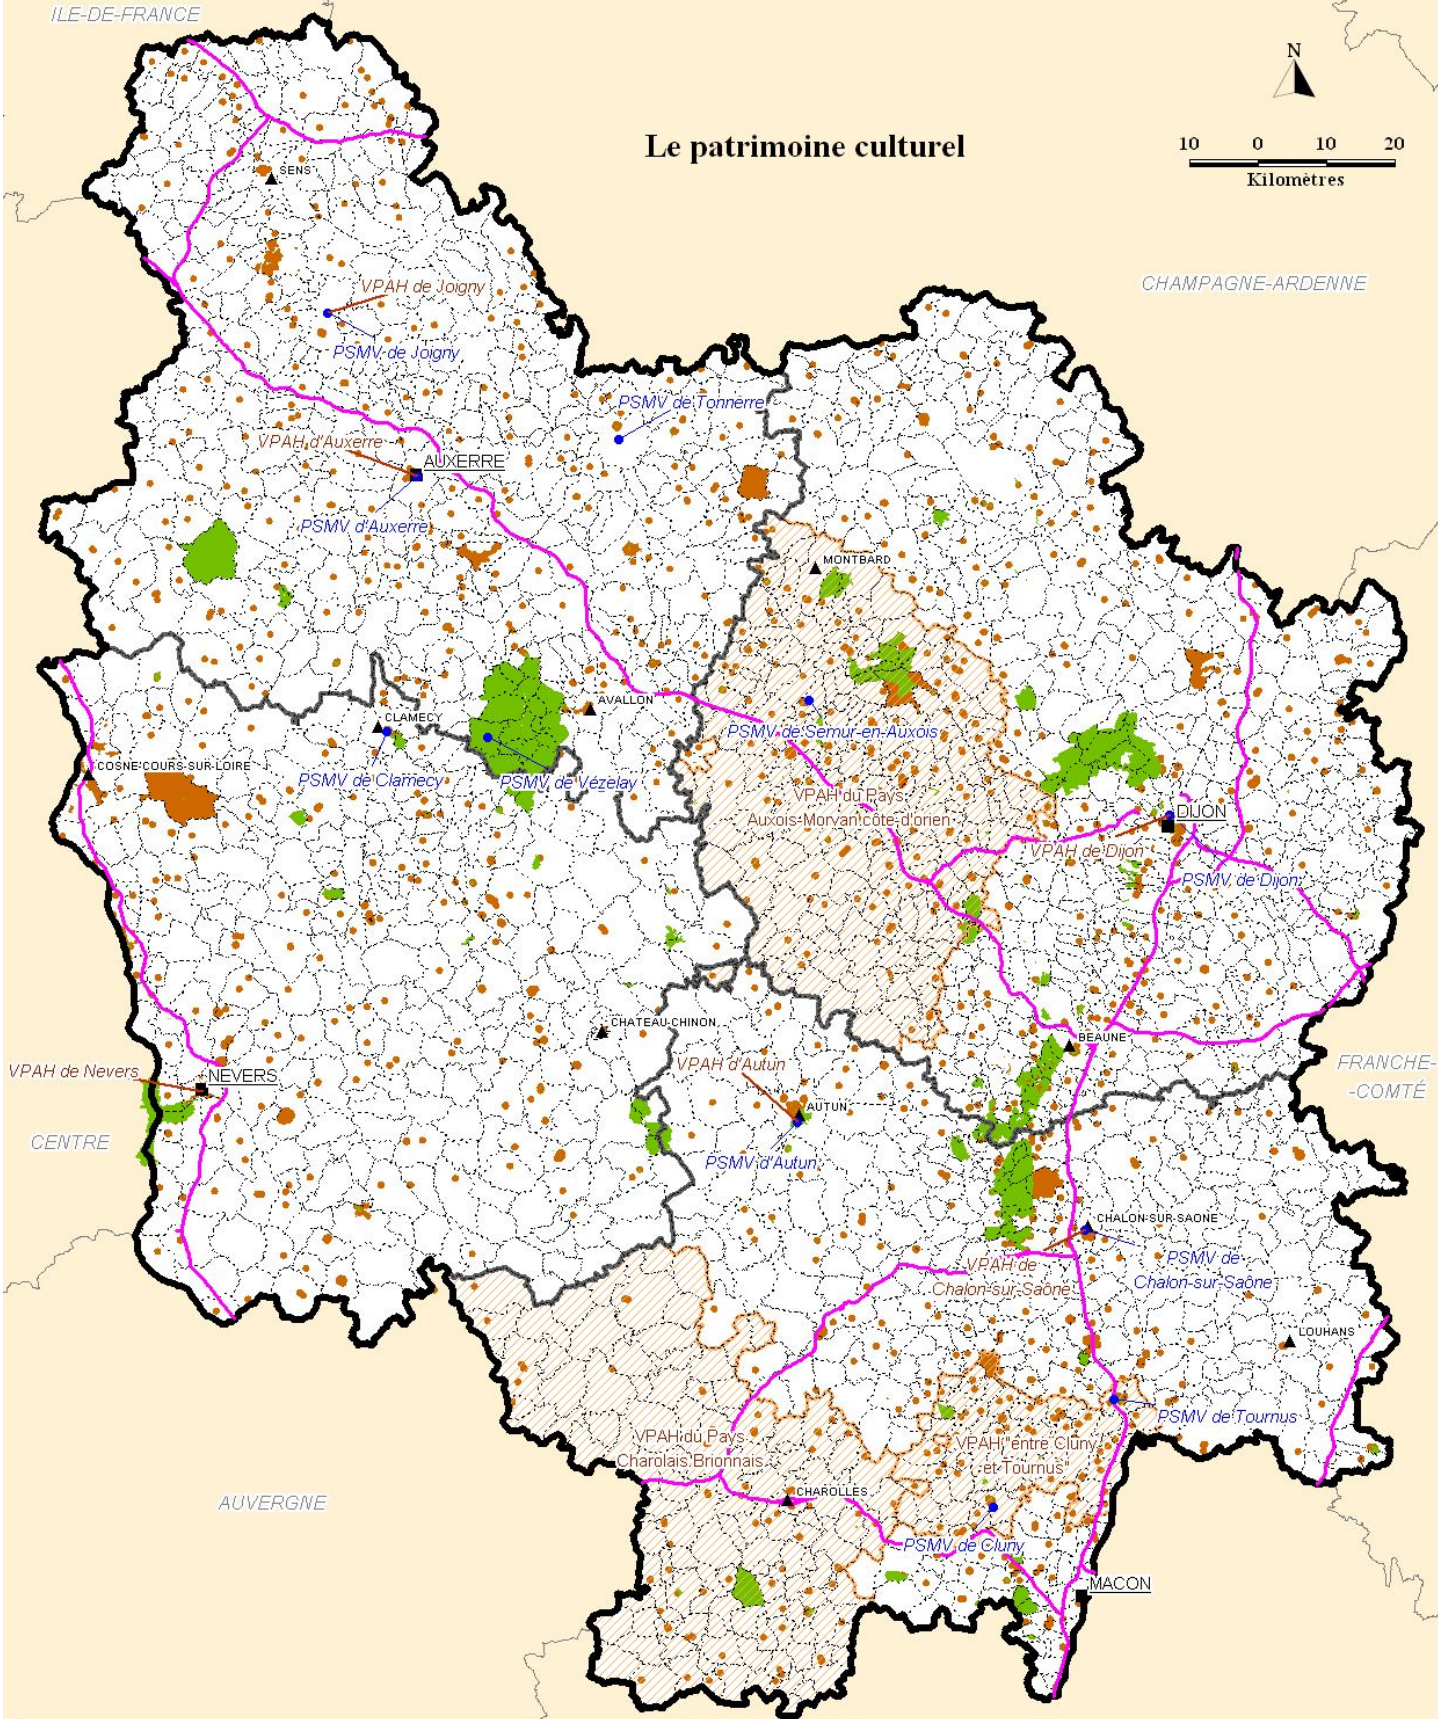 ILE-DE-FRANCE
N
Le patrimoine culturel
10 0 10 20
Kilomètres
SENS
CHAMPAGNE-ARDENNE
VPAH de Joigny
PSMV de Joigny
PSMV de Tonnerre
VPAH d'Auxerre
AUXERRE
PSMV d'Auxerre
MONTBARD
AVALLON
CLAMECY
PSMV de Semur-en-Auxois
COSNE-COURS-SUR-LOIRE
PSMV de Clamecy
PSMV de Vézelay
VPAH du Pays
Auxois-Morvan côte-d'orien
DIJON
VPAH de Dijon
PSMV de Dijon
CHATEAU-CHINON
BEAUNE
VPAH de Nevers
NEVERS
VPAH d'Autun
FRANCHE-
-COMTÉ
AUTUN
CENTRE
PSMV d'Autun
CHALON-SUR-SAONE
VPAH de
Chalon-sur-Saône
PSMV de
Chalon-sur-Saône
LOUHANS
PSMV de Tournus
VPAH du Pays
Charolais Brionnais
VPAH "entre Cluny
et Tournus"
CHAROLLES
AUVERGNE
PSMV de Cluny
MACON